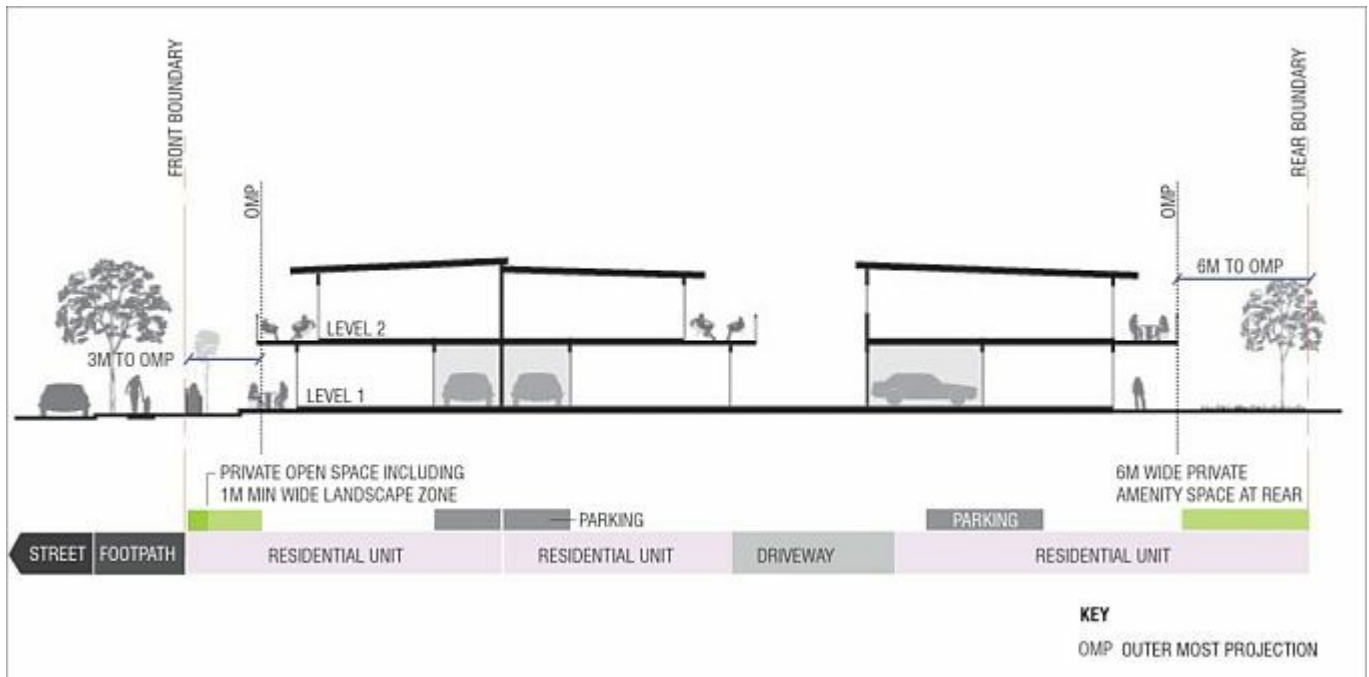 FRONT BOUNDARY
REAR BOUNDARY
OMP
OMP
6M TO OMP
LEVEL 2
3M TO OMP
LEVEL 1
PRIVATE OPEN SPACE INCLUDING
1M MIN WIDE LANDSCAPE ZONE
6M WIDE PRIVATE
AMENITY SPACE AT REAR
PARKING
PARKING
STREET
FOOTPATH
RESIDENTIAL UNIT
RESIDENTIAL UNIT
DRIVEWAY
RESIDENTIAL UNIT
KEY
OMP OUTER MOST PROJECTION